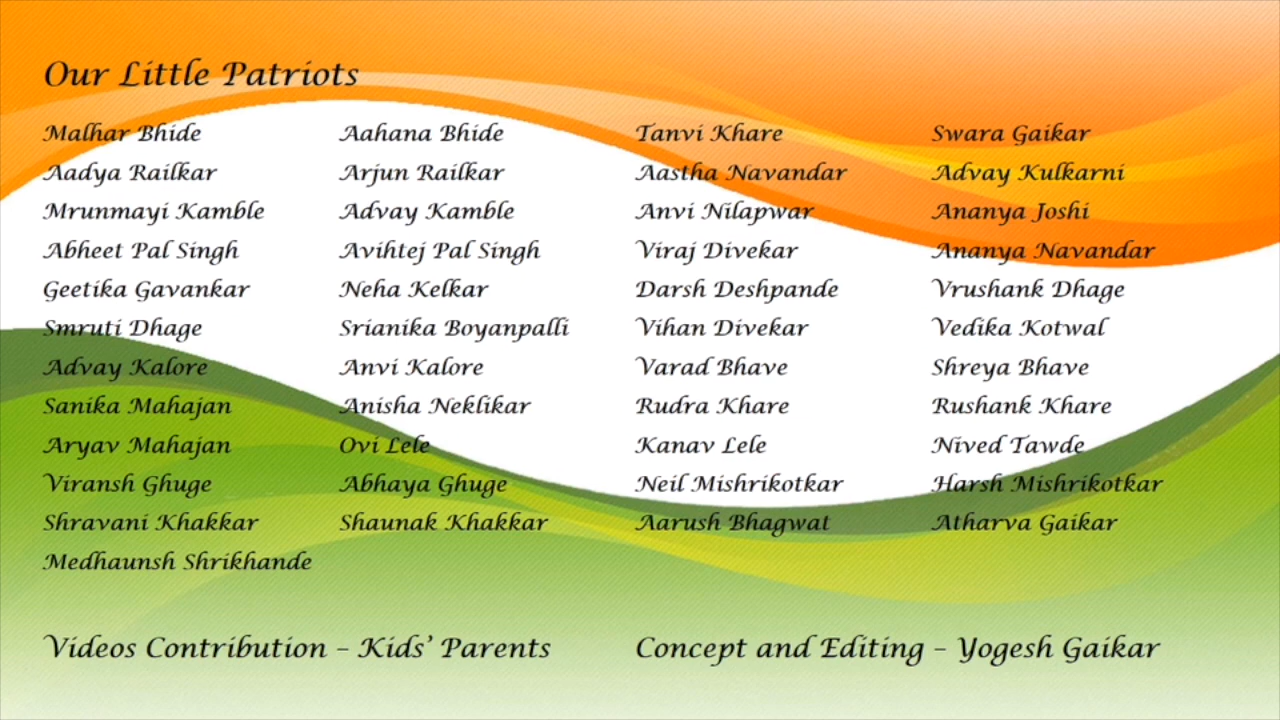 Our Little Patriots
Malhar Bhide Aahana Bhide Tanvi Khare Swara Gaikar
Aadya Railkar Arjun Railkar Aastha Navandar Advay Kulkarni
Mrunmayi Kamble Advay Kamble Anvi Nilapwar Ananya Joshi
Abheet Pal Singh Avihtej Pal Singh Viraj Divekar Ananya Navandar
Geetika Gavankar Neha Kelkar Darsh Deshpande Vrushank Dhage
Smruti Dhage Srianika Boyanpalli Vihan Divekar Vedika Kotwal
Advay Kalore Anvi Kalore Varad Bhave Shreya Bhave
Sanika Mahajan Anisha Neklikar Rudra Khare Rushank Khare
Aryav Mahajan Ovi Lele Kanav Lele Nived Tawde
Viransh Ghuge Abhaya Ghuge Neil Mishrikotkar Harsh Mishrikotkar
Shravani Khakkar Shaunak Khakkar Aarush Bhagwat Atharva Gaikar
Medhaunsh Shrikhande
Videos Contribution – Kids’ Parents Concept and Editing – Yogesh Gaikar